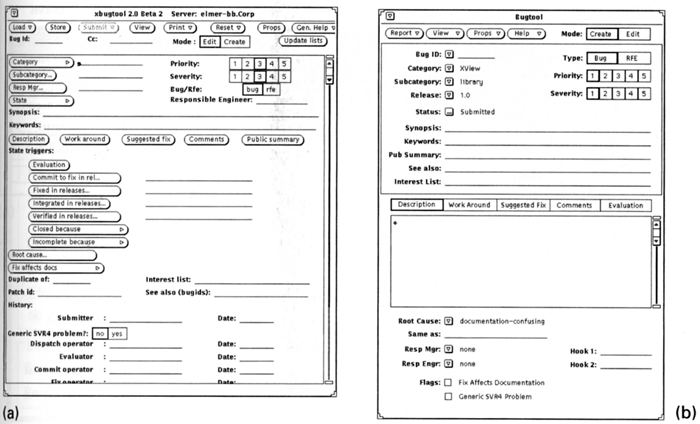 xbugtool 2.0 Beta 2 Server: elmer-bb.Corp
Load Store Submit View Print Reset Props Gen. Help
Bug Id: Cc: Mode : Edit Create Update lists)
Category Priority: 1 2 3 4 5
Subcategory... Severity: 1 2 3 4 5
Resp Mgr... Bug/Rfe: bug rfe
State Responsible Engineer:
Synopsis:
Keywords:
Description Work around Suggested fix Comments Public summary
State triggers:
Evaluation
Commit to fix in rel...
Fixed in releases...
Integrated in releases...
Verified in releases...
Closed because
Incomplete because
Root cause...
Fix affects docs
Duplicate of: Interest list:
Patch id: See also (bugids):
History:
Submitter : Date:
Generic SVR4 problem?: no yes
Dispatch operator : Date:
Evaluator : Date:
Commit operator : Date:
Fix operator : Date:
(a)
Bugtool
Report View Props Help Mode: Create Edit
Bug ID: Type: Bug RFE
Category: XView
Subcategory: library Priority: 1 2 3 4 5
Release: 1.0 Severity: 1 2 3 4 5
Status: Submitted
Synopsis:
Keywords:
Pub Summary:
See also:
Interest List:
Description Work Around Suggested Fix Comments Evaluation
Root Cause: documentation-confusing
Same as:
Resp Mgr: none Hook 1:
Resp Engr: none Hook 2:
Flags: Fix Affects Documentation
Generic SVR4 Problem
(b)